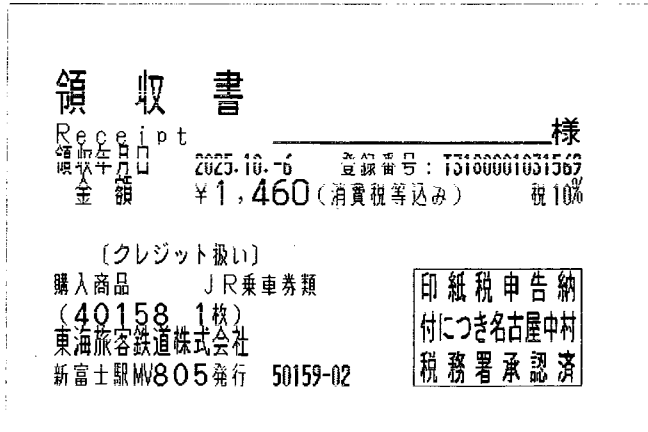 領収書
Receipt 様
領収年月日 2025.10.-6 登録番号：T3180001031569
金額 ¥1,460(消費税等込み) 税10%
〔クレジット扱い〕
購入商品 JR乗車券類
(40158 1枚)
東海旅客鉄道株式会社
新富士駅MV805発行 50159-02
印紙税申告納
付につき名古屋中村
税務署承認済